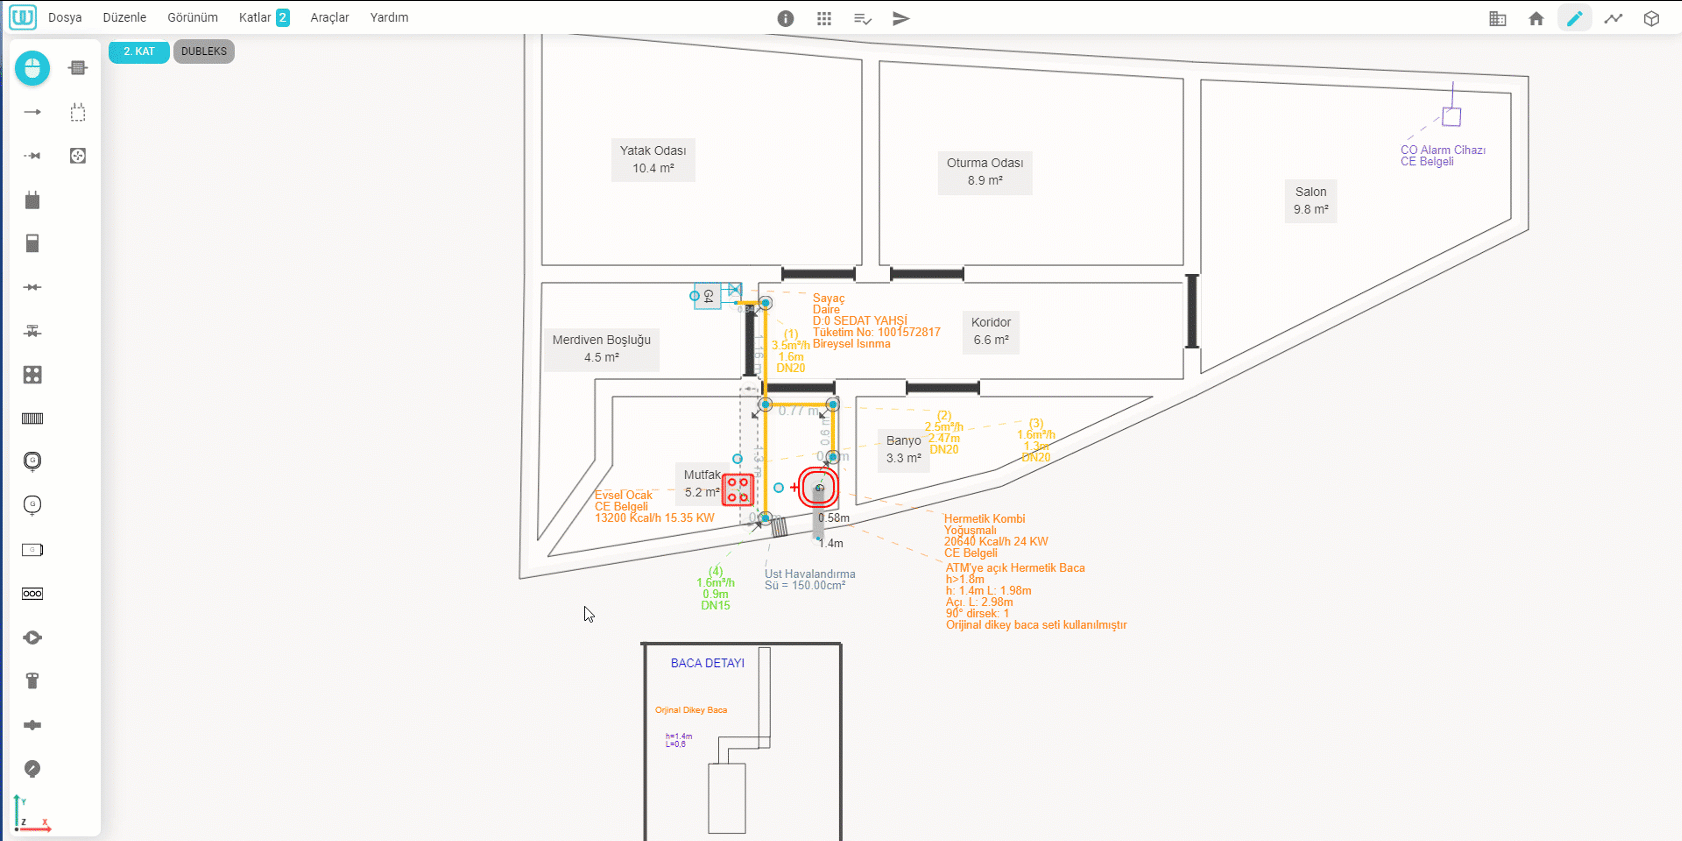 Dosya
Düzenle
Görünüm
Katlar 2
Araçlar
Yardım
2. KAT
DUBLEKS
Yatak Odası
10.4 m²
Oturma Odası
8.9 m²
Salon
9.8 m²
CO Alarm Cihazı
CE Belgeli
G4
Sayaç
Daire
D:0 SEDAT YAHŞİ
Tüketim No: 1001572817
Bireysel Isınma
Koridor
6.6 m²
Merdiven Boşluğu
4.5 m²
(1)
3.5m³/h
1.6m
DN20
0.77 m
0.6 m
(2)
2.5m³/h
2.47m
DN20
(3)
1.6m³/h
1.3m
DN20
Banyo
3.3 m²
Mutfak
5.2 m²
Evsel Ocak
CE Belgeli
13200 Kcal/h 15.35 KW
G
0.58m
1.4m
Hermetik Kombi
Yoğuşmalı
20640 Kcal/h 24 KW
CE Belgeli
ATM'ye açık Hermetik Baca
h>1.8m
h: 1.4m L: 1.98m
Açı. L: 2.98m
90° dirsek: 1
Orijinal dikey baca seti kullanılmıştır
(4)
1.6m³/h
0.9m
DN15
Üst Havalandırma
Sü = 150.00cm²
BACA DETAYI
Orjinal Dikey Baca
h=1.4m
L=0,6
Y
Z
X